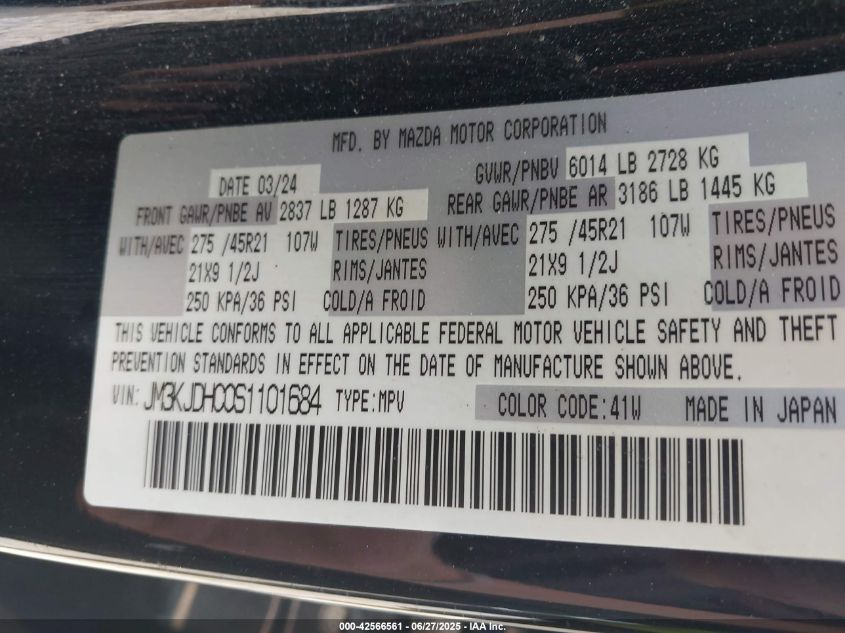 MFD. BY MAZDA MOTOR CORPORATION
DATE 03/24 GVWR/PNBV 6014 LB 2728 KG
FRONT GAWR/PNBE AV 2837 LB 1287 KG REAR GAWR/PNBE AR 3186 LB 1445 KG
WITH/AVEC 275 /45R21 107W TIRES/PNEUS WITH/AVEC 275 /45R21 107W TIRES/PNEUS
21X9 1/2J RIMS/JANTES 21X9 1/2J RIMS/JANTES
250 KPA/36 PSI COLD/A FROID 250 KPA/36 PSI COLD/A FROID
THIS VEHICLE CONFORMS TO ALL APPLICABLE FEDERAL MOTOR VEHICLE SAFETY AND THEFT
PREVENTION STANDARDS IN EFFECT ON THE DATE OF MANUFACTURE SHOWN ABOVE.
VIN: JM3KJDHC0S1101684 TYPE:MPV COLOR CODE:41W MADE IN JAPAN
000-42566561 - 06/27/2025 - IAA Inc.